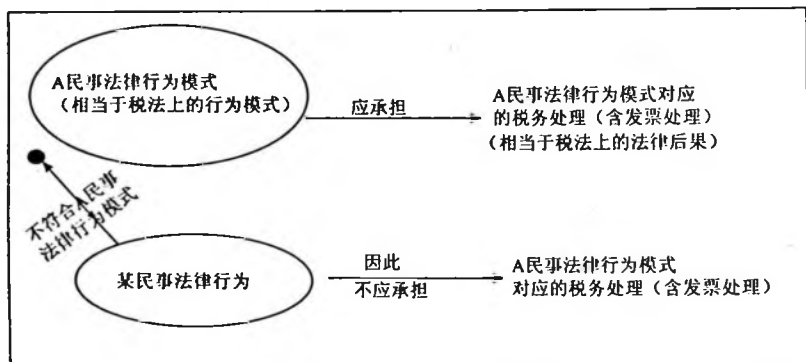 A民事法律行为模式
（相当于税法上的行为模式）
应承担
A民事法律行为模式对应
的税务处理（含发票处理）
（相当于税法上的法律后果）
不符合A民事
法律行为模式
某民事法律行为
因此
不应承担
A民事法律行为模式
对应的税务处理（含发票处理）